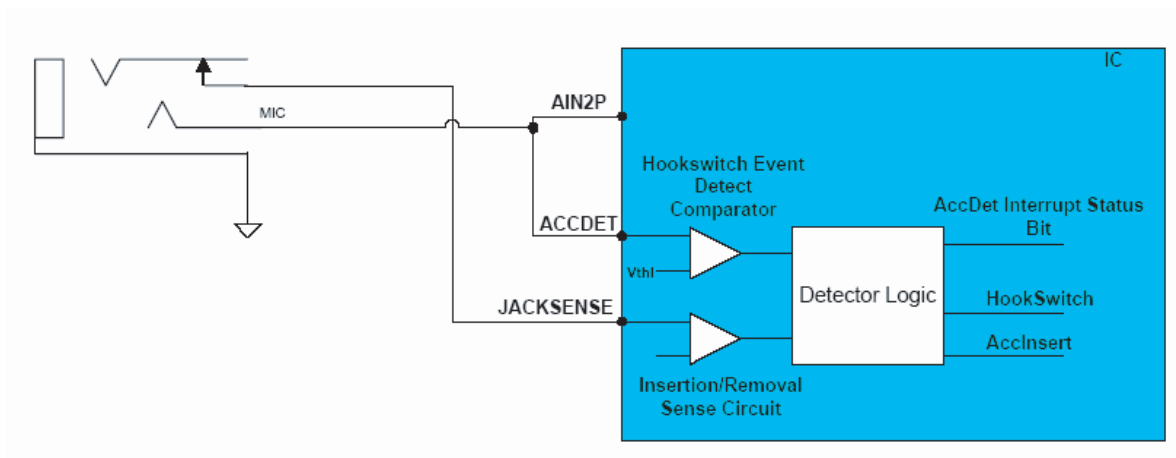 IC
AIN2P
MIC
Hookswitch Event
Detect
Comparator
ACCDET
Vthl
AccDet Interrupt Status
Bit
Detector Logic
HookSwitch
JACKSENSE
AccInsert
Insertion/Removal
Sense Circuit